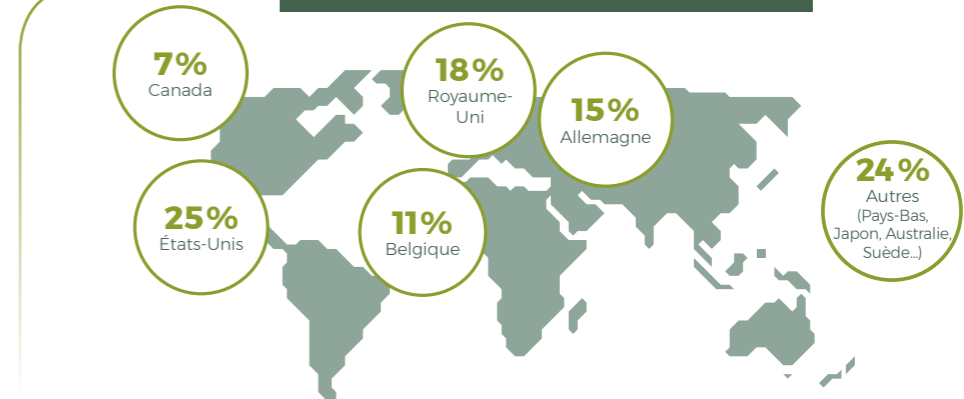 7%
Canada
18%
Royaume-
Uni
15%
Allemagne
24%
Autres
(Pays-Bas,
Japon, Australie,
Suède...)
25%
États-Unis
11%
Belgique